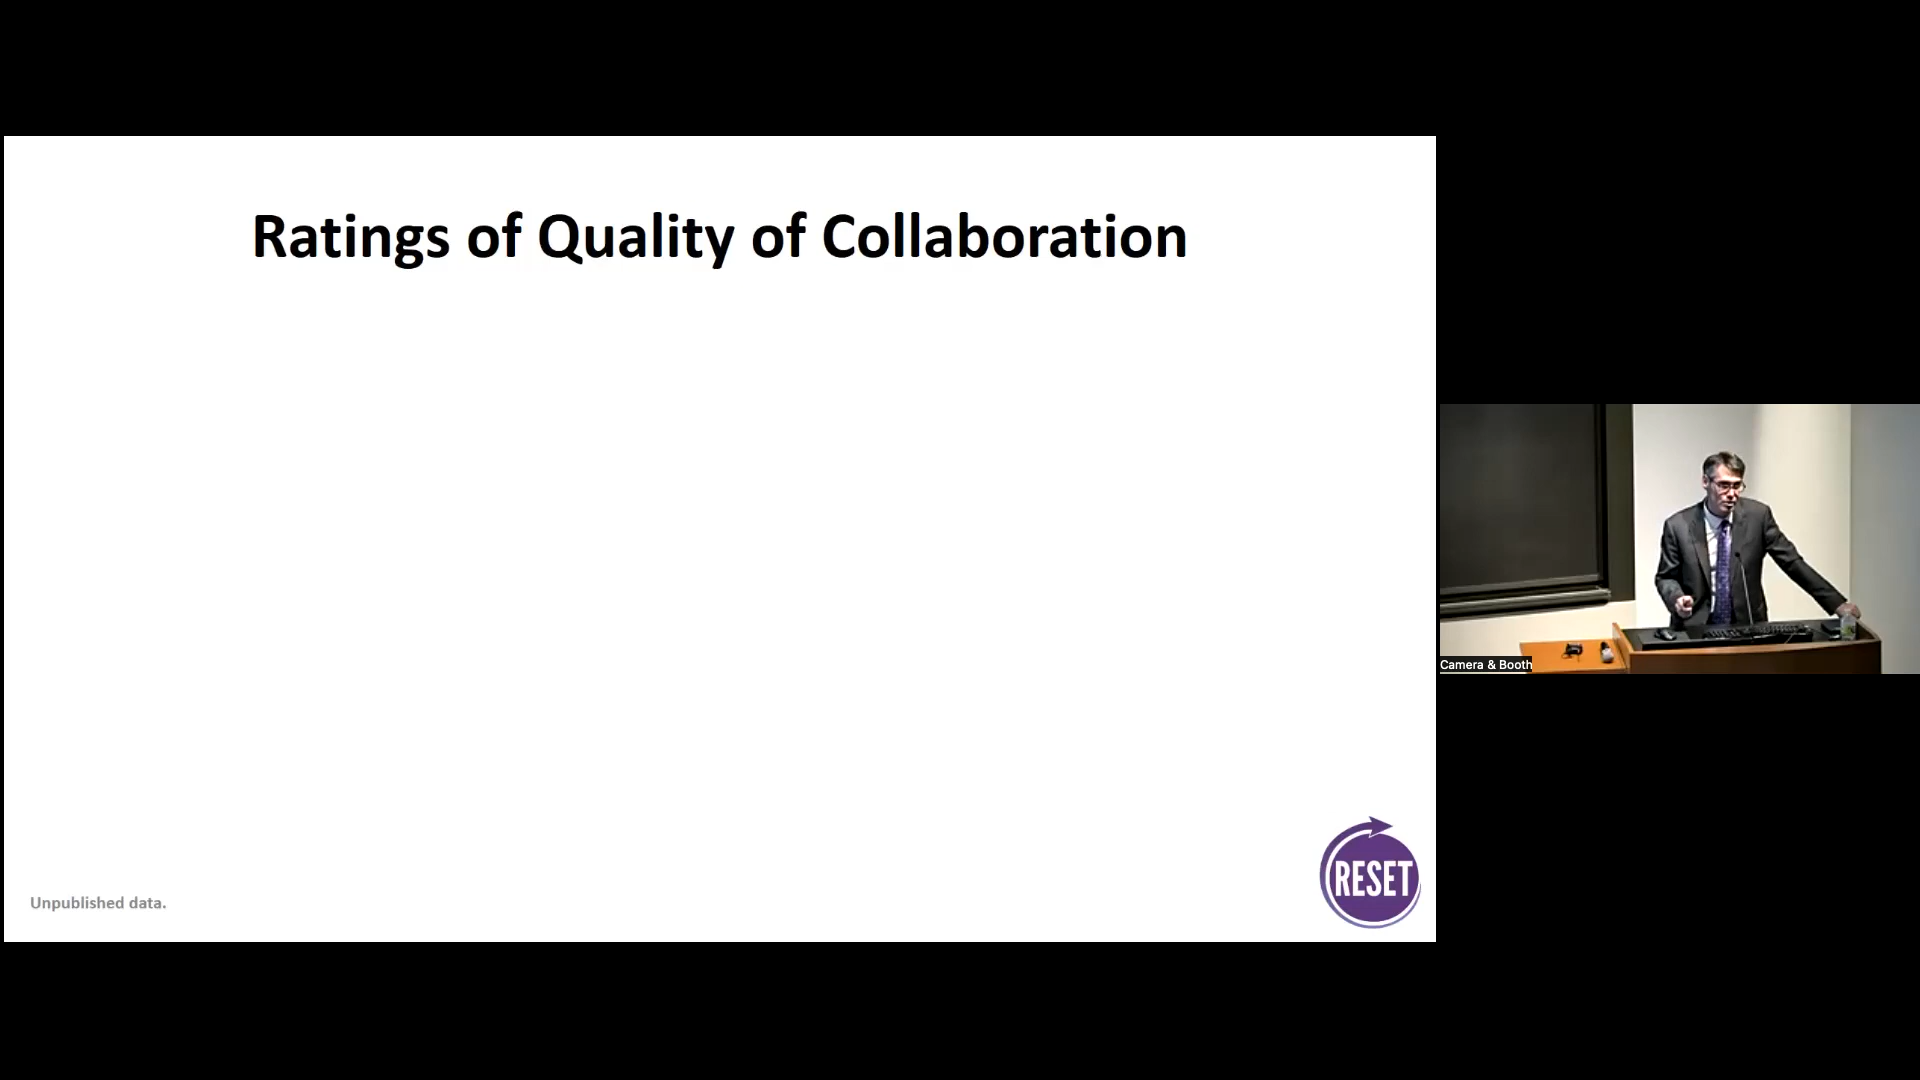 Ratings of Quality of Collaboration
Camera & Booth
RESET
Unpublished data.